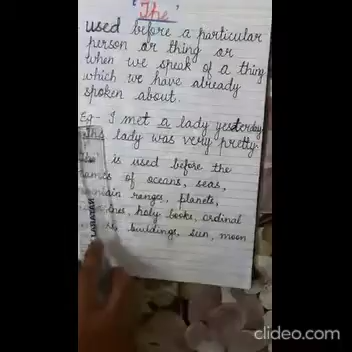 'The'
used before a particular
person or thing or
when we speak of a thing
which we have already
spoken about.
Eg- I met a lady yesterday.
The lady was very pretty.
is used before the
of oceans, seas,
ranges, planets,
holy books, ordinal
buildings, sun, moon
NATARAJ
clideo.com